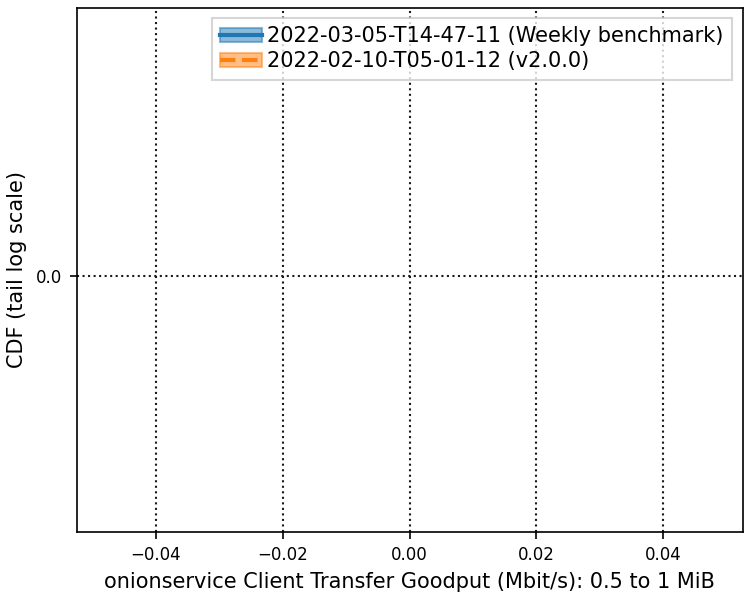 2022-03-05-T14-47-11 (Weekly benchmark)
2022-02-10-T05-01-12 (v2.0.0)
CDF (tail log scale)
0.0
−0.04
−0.02
0.00
0.02
0.04
onionservice Client Transfer Goodput (Mbit/s): 0.5 to 1 MiB